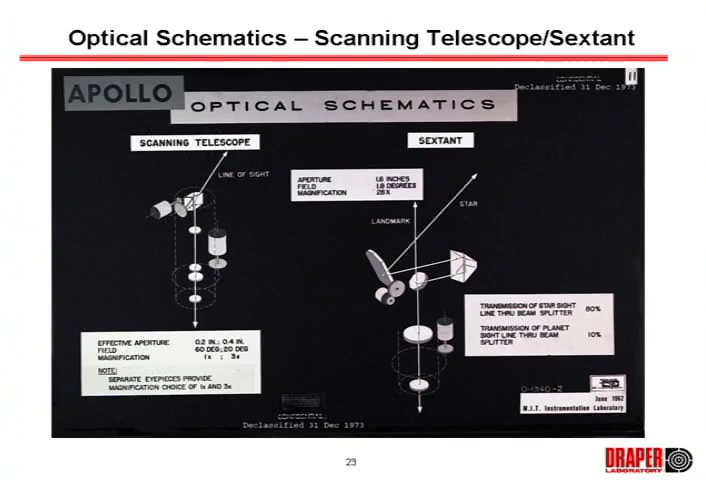 Optical Schematics – Scanning Telescope/Sextant
11
CONFIDENTIAL
Declassified 31 Dec 1973
APOLLO
OPTICAL SCHEMATICS
SCANNING TELESCOPE
SEXTANT
LINE OF SIGHT
APERTURE 1.6 INCHES
FIELD 1.8 DEGREES
MAGNIFICATION 28X
STAR
LANDMARK
TRANSMISSION OF STAR SIGHT
LINE THRU BEAM SPLITTER 80%
TRANSMISSION OF PLANET
SIGHT LINE THRU BEAM 10%
SPLITTER
EFFECTIVE APERTURE 0.2 IN.; 0.4 IN.
FIELD 60 DEG; 20 DEG
MAGNIFICATION 1x ; 3x
NOTE:
SEPARATE EYEPIECES PROVIDE
MAGNIFICATION CHOICE OF 1x AND 3x
CONFIDENTIAL
Declassified 31 Dec 1973
June 1962
M.I.T. Instrumentation Laboratory
23
DRAPER
LABORATORY